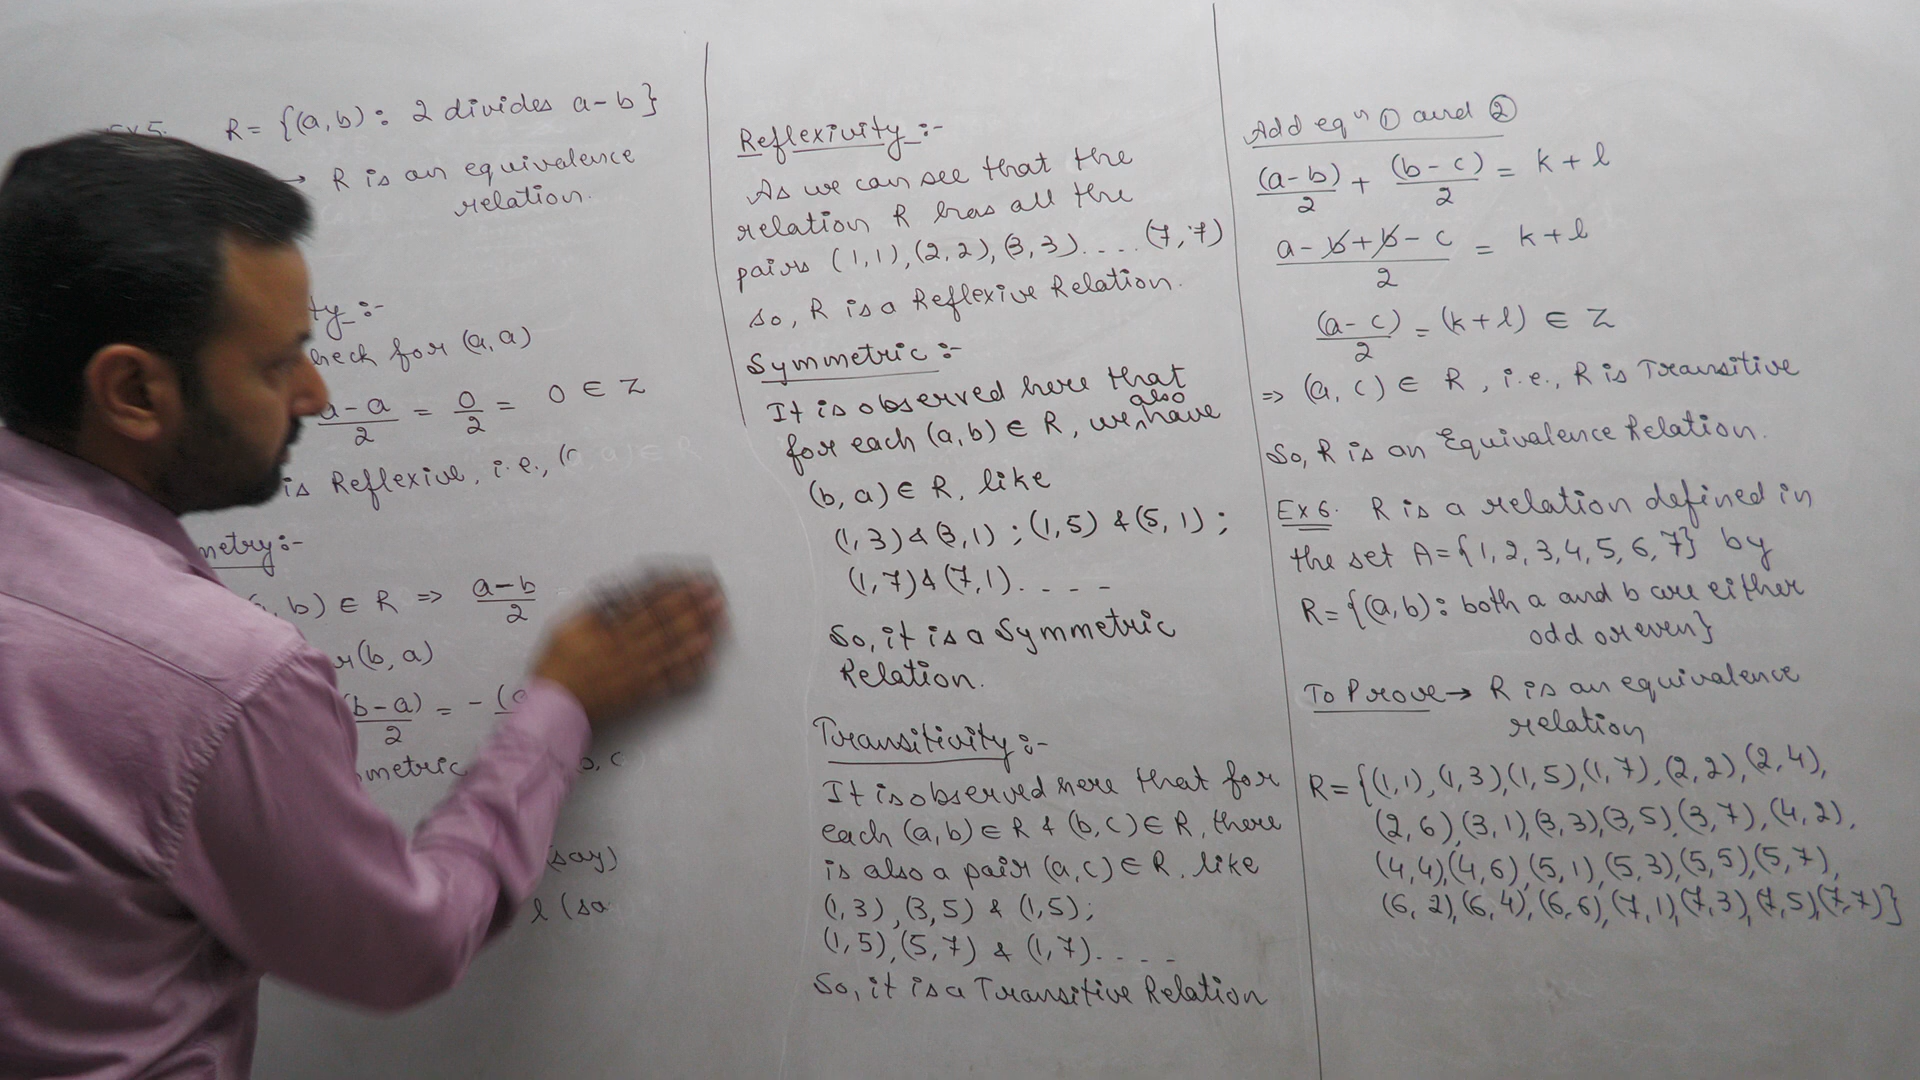 Ex 5. R = {(a, b) : 2 divides a - b}
→ R is an equivalence
relation.
ty :-
heck for (a, a)
a - a / 2 = 0 / 2 = 0 ∈ Z
is Reflexive, i.e., (a, a) ∈ R
metry :-
, b) ∈ R ⇒ a - b / 2
r (b, a)
(b - a) / 2 = - (
mmetric
(say)
l (sa
Reflexivity :-
As we can see that the
relation R has all the
pairs (1, 1), (2, 2), (3, 3) .... (7, 7)
So, R is a Reflexive Relation.
Symmetric :-
It is observed here that
for each (a, b) ∈ R, we also have
(b, a) ∈ R, like
(1, 3) & (3, 1) ; (1, 5) & (5, 1) ;
(1, 7) & (7, 1) . . . .
So, it is a Symmetric
Relation.
Transitivity :-
It is observed here that for
each (a, b) ∈ R & (b, c) ∈ R, there
is also a pair (a, c) ∈ R, like
(1, 3), (3, 5) & (1, 5) ;
(1, 5), (5, 7) & (1, 7) . . . .
So, it is a Transitive Relation
Add eqⁿ ① and ②
(a - b) / 2 + (b - c) / 2 = k + l
a - b + b - c / 2 = k + l
(a - c) / 2 = (k + l) ∈ Z
⇒ (a, c) ∈ R, i.e., R is Transitive
So, R is an Equivalence Relation.
Ex 6. R is a relation defined in
the set A = {1, 2, 3, 4, 5, 6, 7} by
R = {(a, b) : both a and b are either
odd or even}
To Prove → R is an equivalence
relation
R = {(1, 1), (1, 3), (1, 5), (1, 7), (2, 2), (2, 4),
(2, 6), (3, 1), (3, 3), (3, 5), (3, 7), (4, 2),
(4, 4), (4, 6), (5, 1), (5, 3), (5, 5), (5, 7),
(6, 2), (6, 4), (6, 6), (7, 1), (7, 3), (7, 5), (7, 7)}